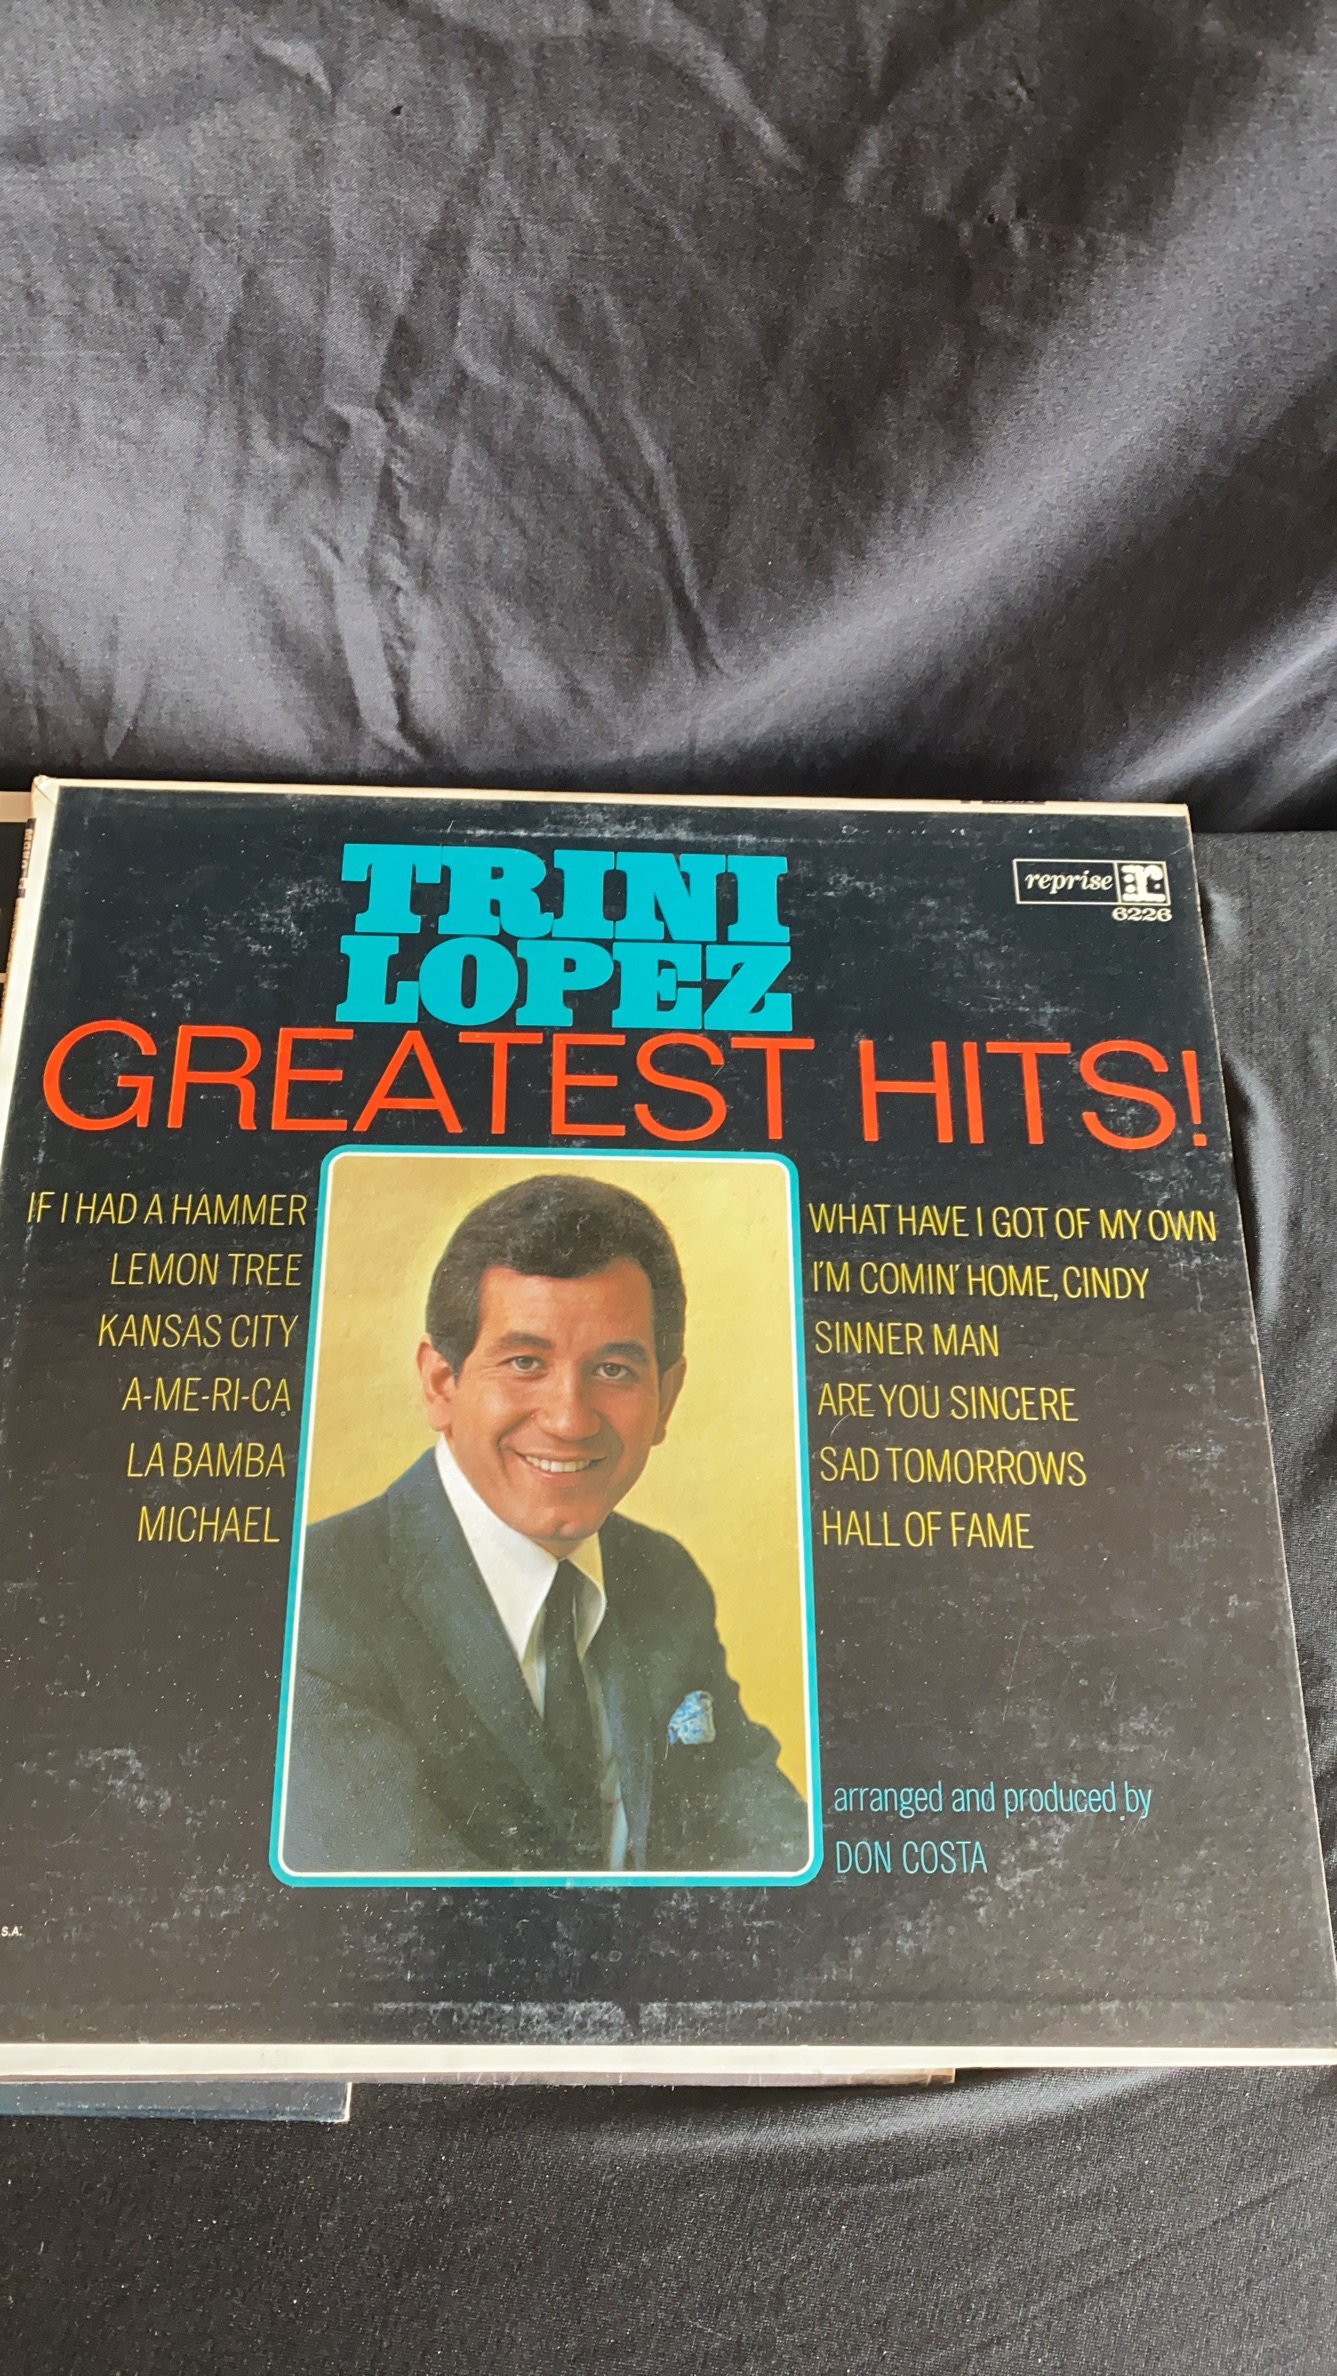 TRINI
LOPEZ
GREATEST HITS!
reprise r:
6226
IF I HAD A HAMMER
LEMON TREE
KANSAS CITY
A-ME-RI-CA
LA BAMBA
MICHAEL
WHAT HAVE I GOT OF MY OWN
I'M COMIN' HOME, CINDY
SINNER MAN
ARE YOU SINCERE
SAD TOMORROWS
HALL OF FAME
arranged and produced by
DON COSTA
S.A.